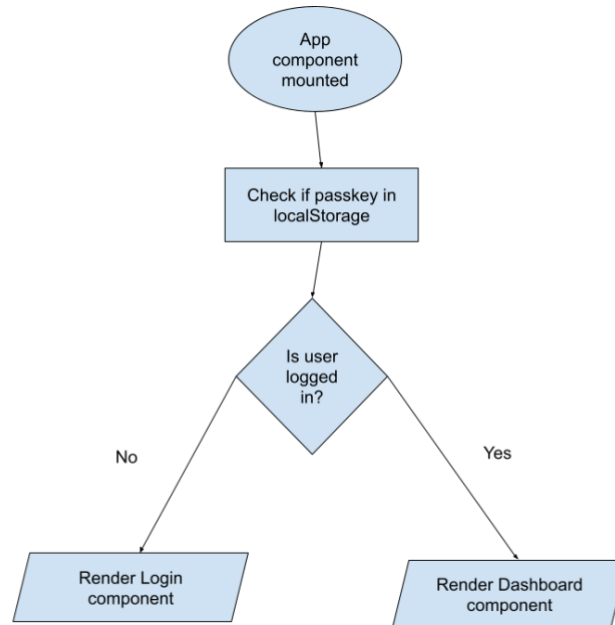 App
component
mounted
Check if passkey in
localStorage
Is user
logged
in?
No
Yes
Render Login
component
Render Dashboard
component